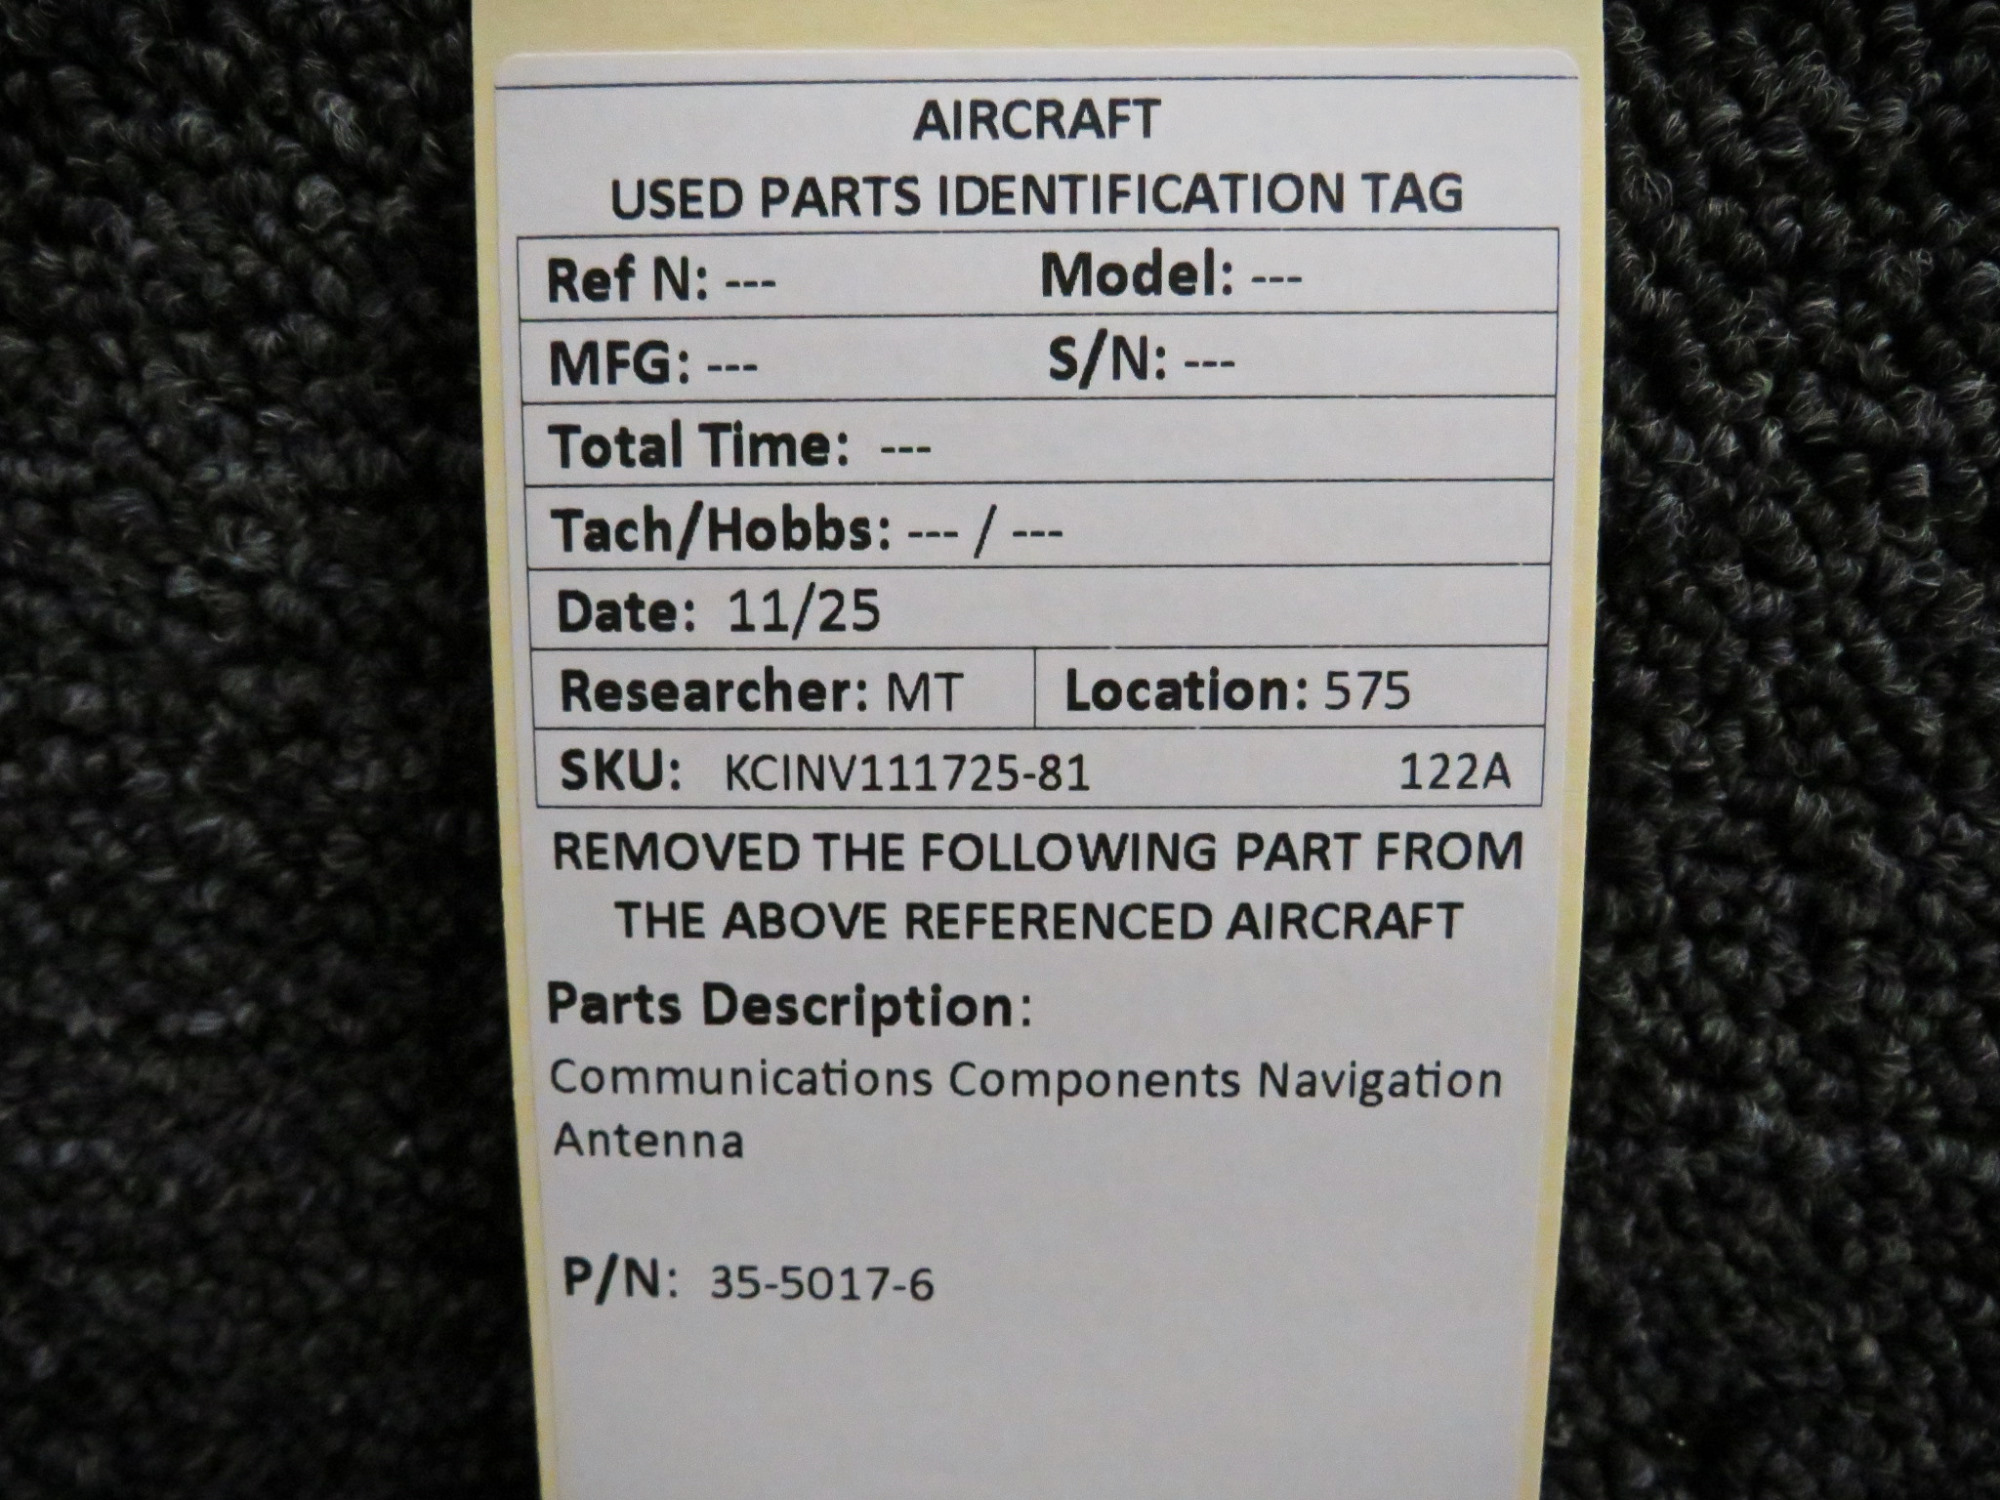 AIRCRAFT
USED PARTS IDENTIFICATION TAG
Ref N: --- Model: ---
MFG: --- S/N: ---
Total Time: ---
Tach/Hobbs: --- / ---
Date: 11/25
Researcher: MT Location: 575
SKU: KCINV111725-81 122A
REMOVED THE FOLLOWING PART FROM
THE ABOVE REFERENCED AIRCRAFT
Parts Description:
Communications Components Navigation
Antenna
P/N: 35-5017-6